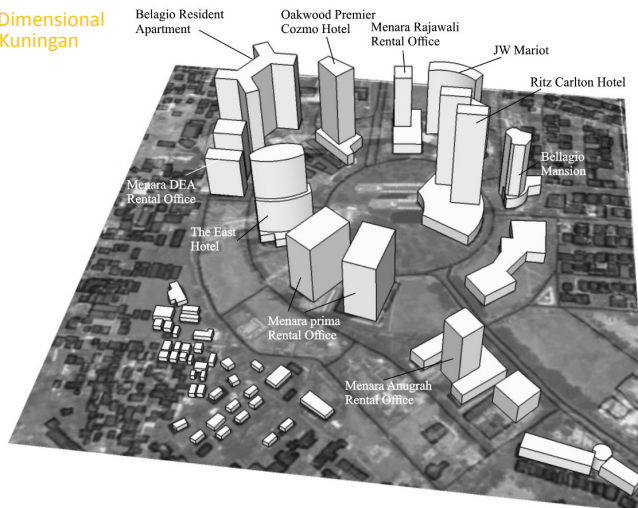 Dimensional
Kuningan
Belagio Resident
Apartment
Oakwood Premier
Cozmo Hotel
Menara Rajawali
Rental Office
JW Mariot
Ritz Carlton Hotel
Bellagio
Mansion
Menara DEA
Rental Office
The East
Hotel
Menara prima
Rental Office
Menara Anugrah
Rental Office